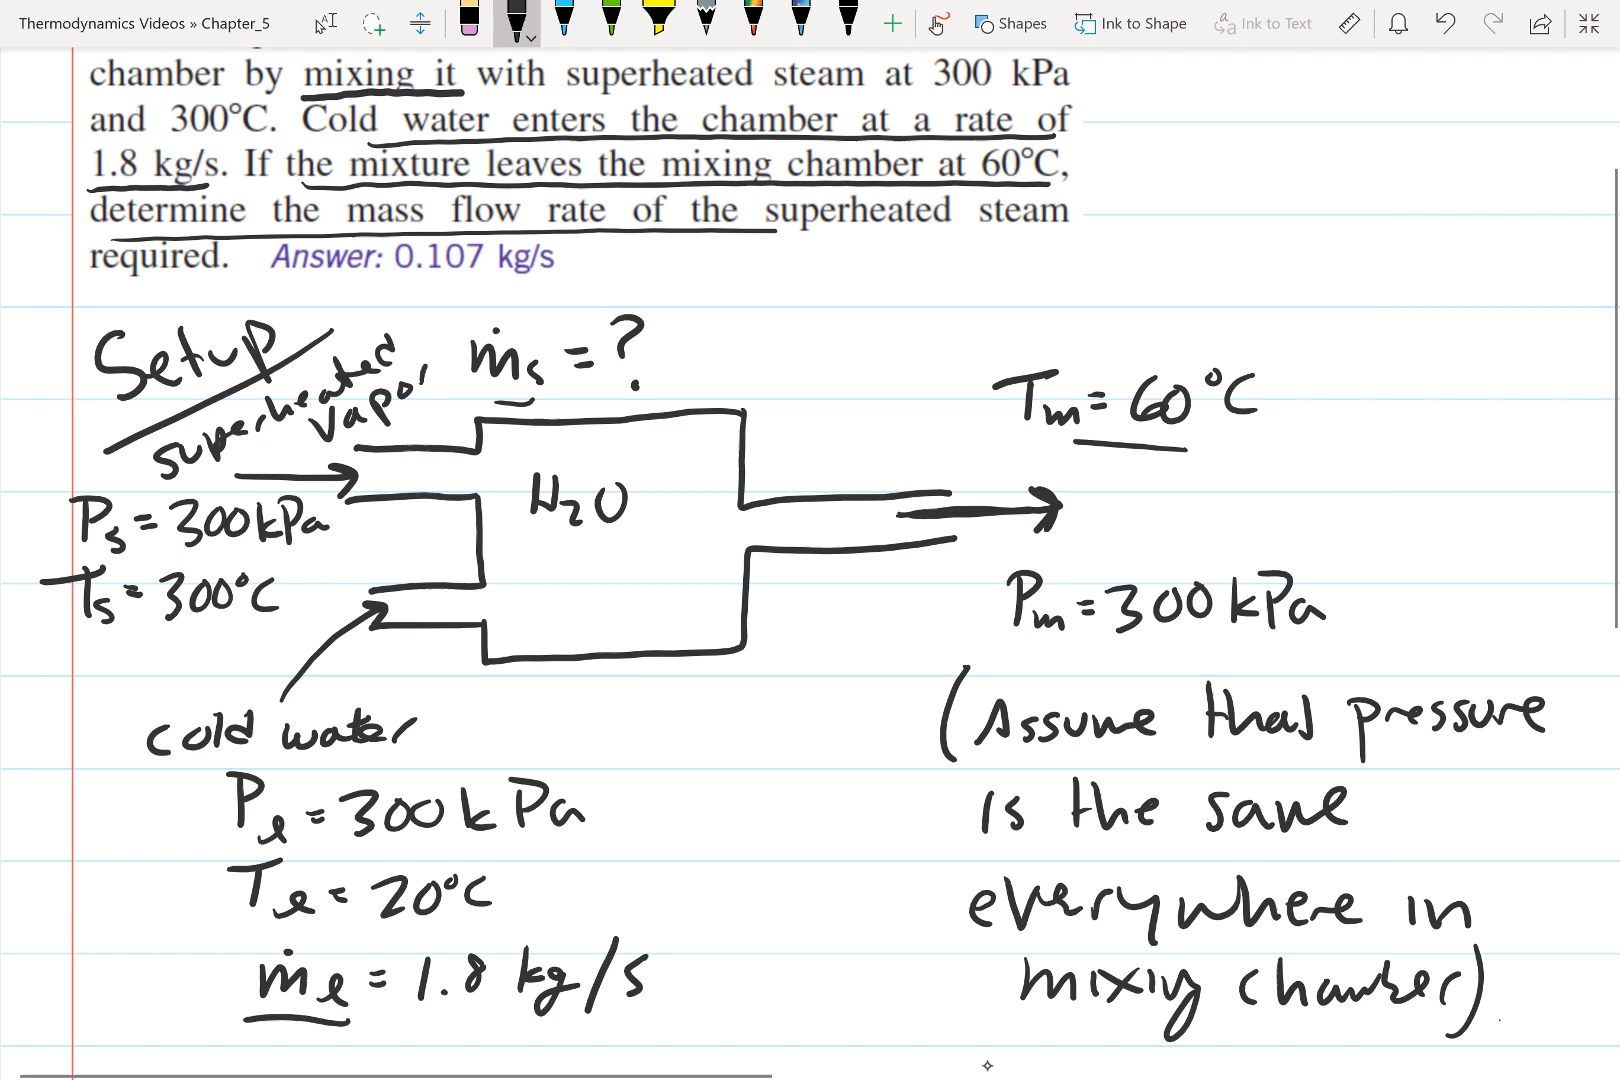 Thermodynamics Videos » Chapter_5
Shapes
Ink to Shape
Ink to Text
chamber by mixing it with superheated steam at 300 kPa
and 300°C. Cold water enters the chamber at a rate of
1.8 kg/s. If the mixture leaves the mixing chamber at 60°C,
determine the mass flow rate of the superheated steam
required. Answer: 0.107 kg/s
Setup
ṁs = ?
superheated
vapor
Tm = 60°C
H2O
Ps = 300 kPa
Ts = 300°C
Pm = 300 kPa
cold water
(Assume that pressure
Pl = 300 kPa
is the same
Tl = 20°C
everywhere in
ṁl = 1.8 kg/s
mixing chamber)